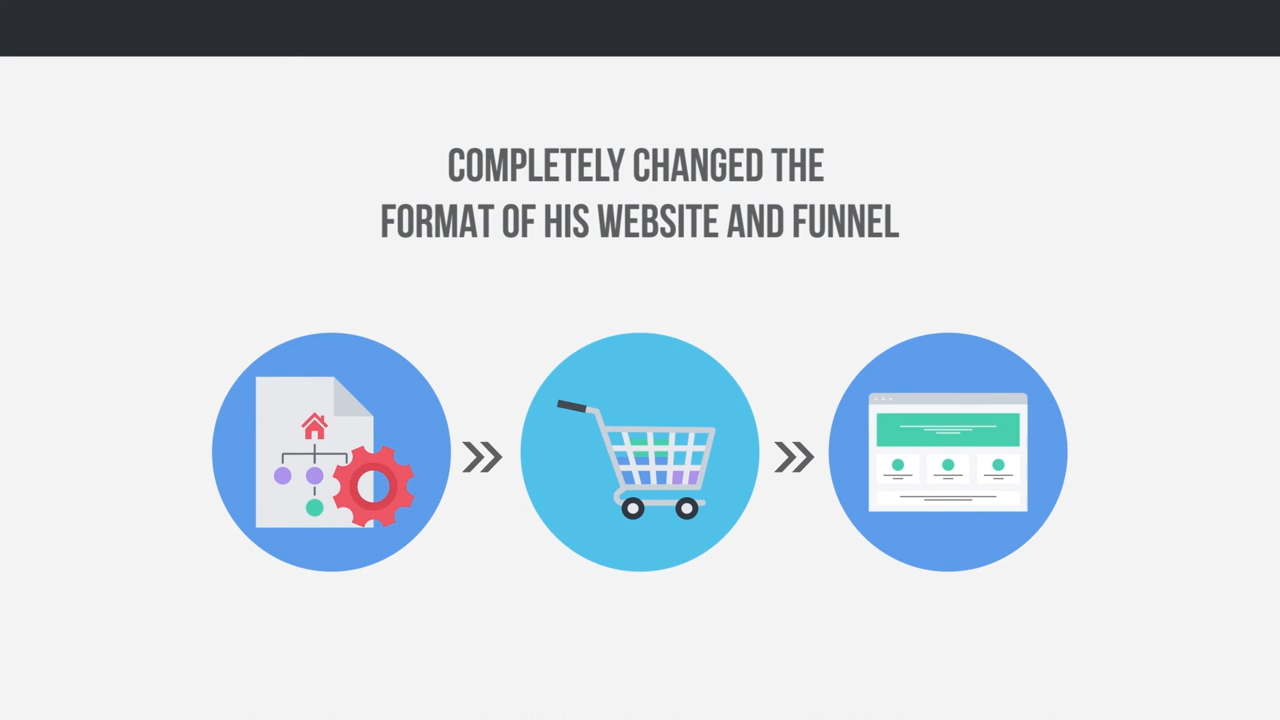 COMPLETELY CHANGED THE
FORMAT OF HIS WEBSITE AND FUNNEL